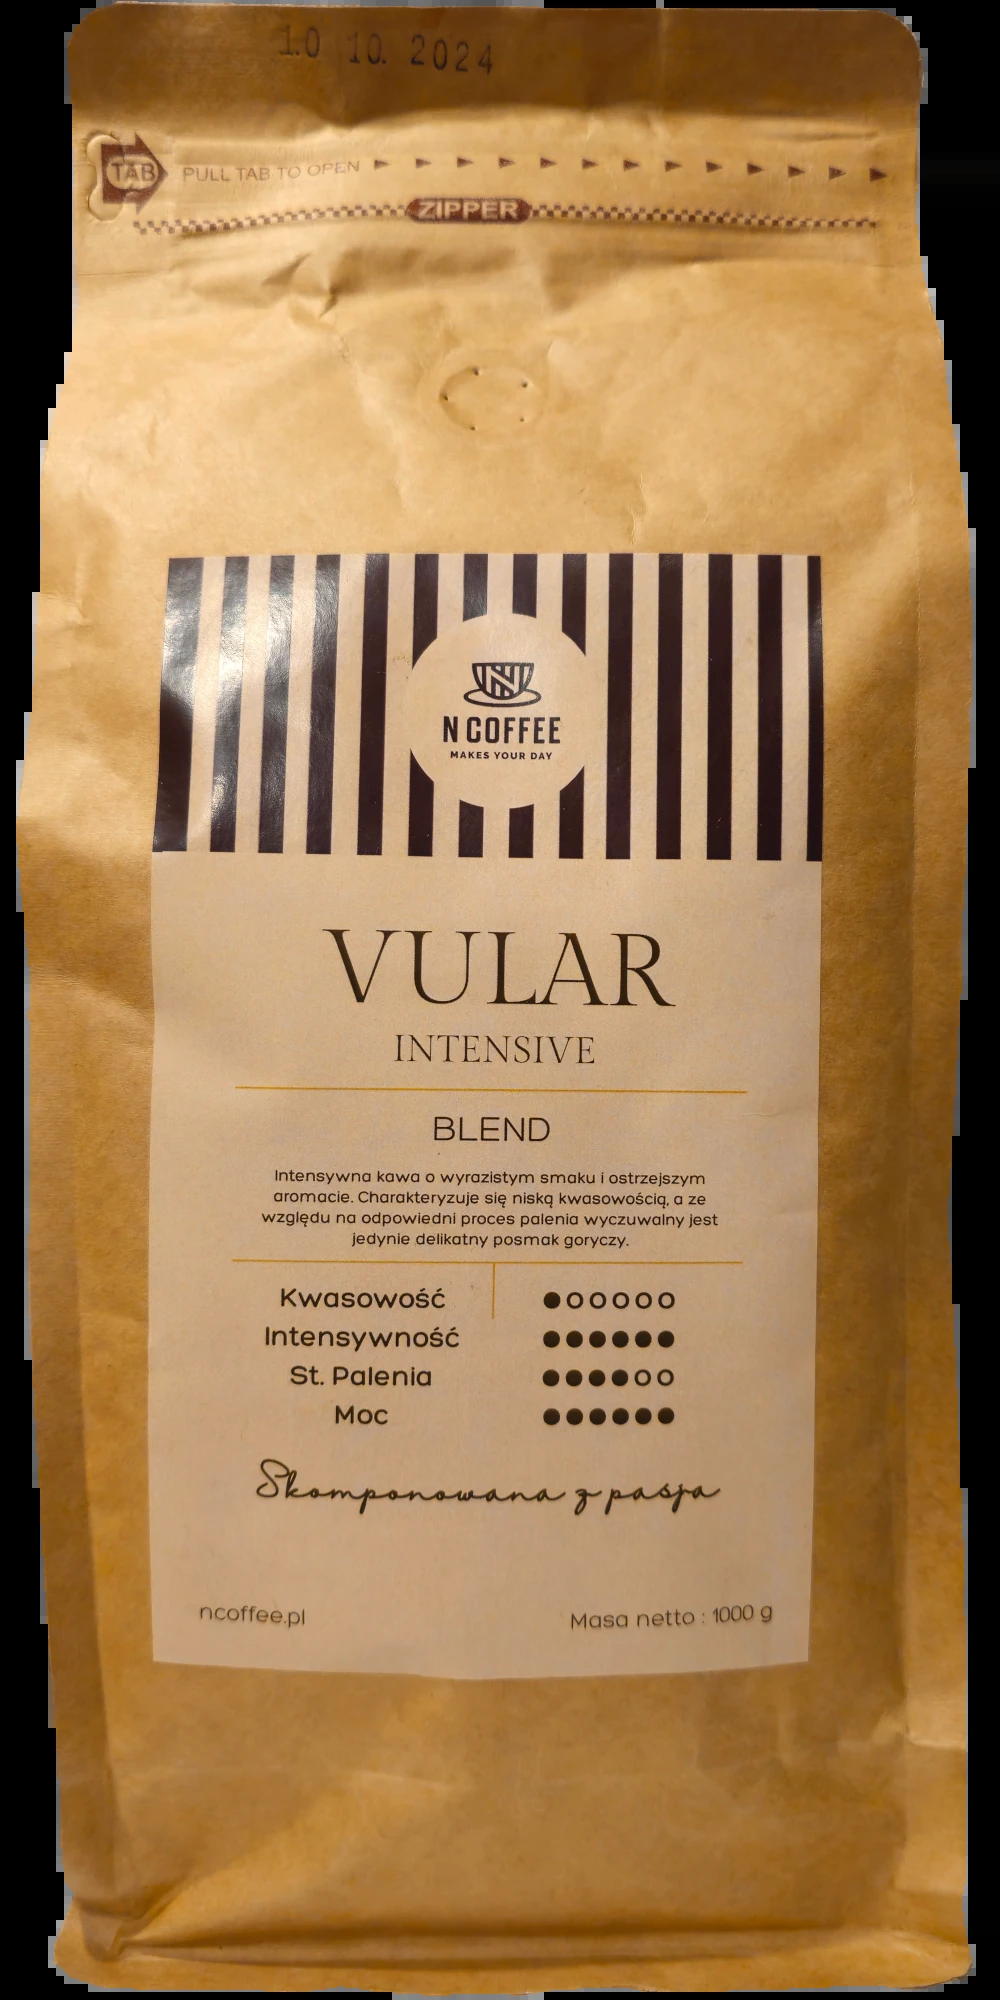 10 10. 2024
TAB PULL TAB TO OPEN
ZIPPER
N COFFEE
MAKES YOUR DAY
VULAR
INTENSIVE
BLEND
Intensywna kawa o wyrazistym smaku i ostrzejszym
aromacie. Charakteryzuje się niską kwasowością, a ze
względu na odpowiedni proces palenia wyczuwalny jest
jedynie delikatny posmak goryczy.
Kwasowość
Intensywność
St. Palenia
Moc
Skomponowana z pasja
ncoffee.pl Masa netto : 1000 g